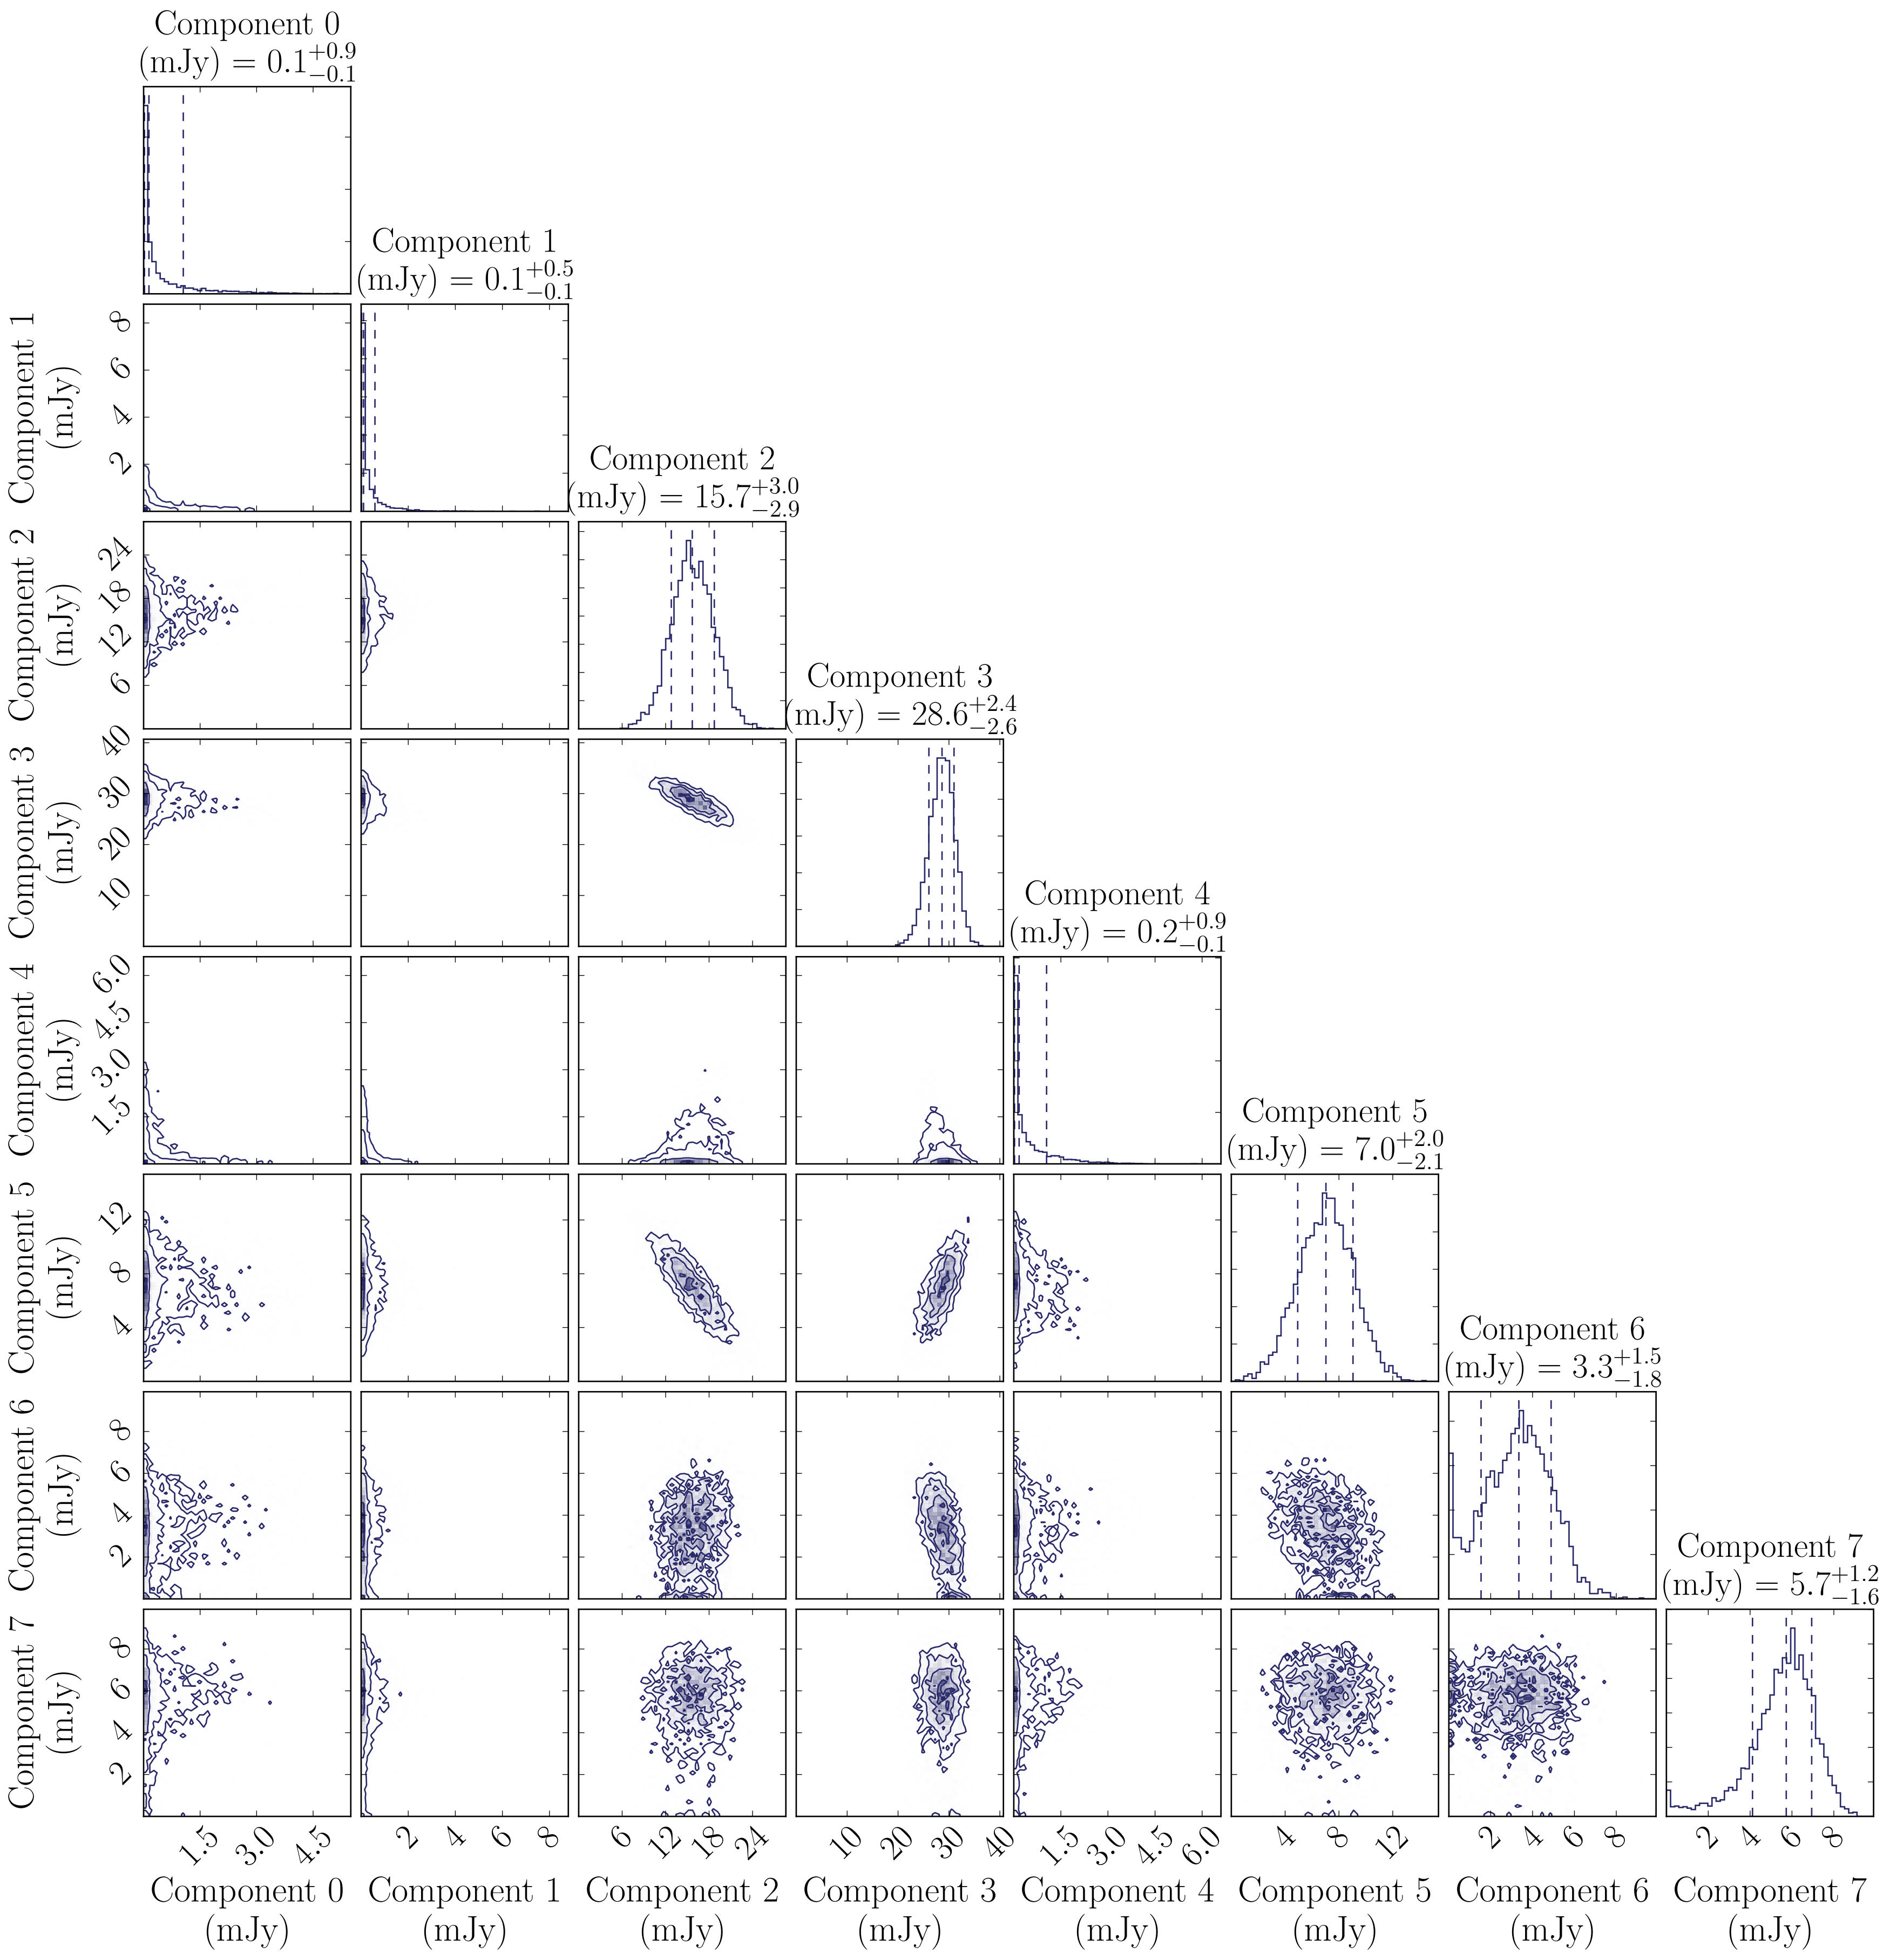 Component 0
(mJy) = 0.1^{+0.9}_{-0.1}
Component 1
(mJy) = 0.1^{+0.5}_{-0.1}
Component 1
(mJy)
8
6
4
2
Component 2
(mJy) = 15.7^{+3.0}_{-2.9}
Component 2
(mJy)
24
18
12
6
Component 3
(mJy) = 28.6^{+2.4}_{-2.6}
Component 3
(mJy)
40
30
20
10
Component 4
(mJy) = 0.2^{+0.9}_{-0.1}
Component 4
(mJy)
6.0
4.5
3.0
1.5
Component 5
(mJy) = 7.0^{+2.0}_{-2.1}
Component 5
(mJy)
12
8
4
Component 6
(mJy) = 3.3^{+1.5}_{-1.8}
Component 6
(mJy)
8
6
4
2
Component 7
(mJy) = 5.7^{+1.2}_{-1.6}
Component 7
(mJy)
8
6
4
2
1.5 3.0 4.5
2 4 6 8
6 12 18 24
10 20 30 40
1.5 3.0 4.5 6.0
4 8 12
2 4 6 8
2 4 6 8
Component 0
(mJy)
Component 1
(mJy)
Component 2
(mJy)
Component 3
(mJy)
Component 4
(mJy)
Component 5
(mJy)
Component 6
(mJy)
Component 7
(mJy)